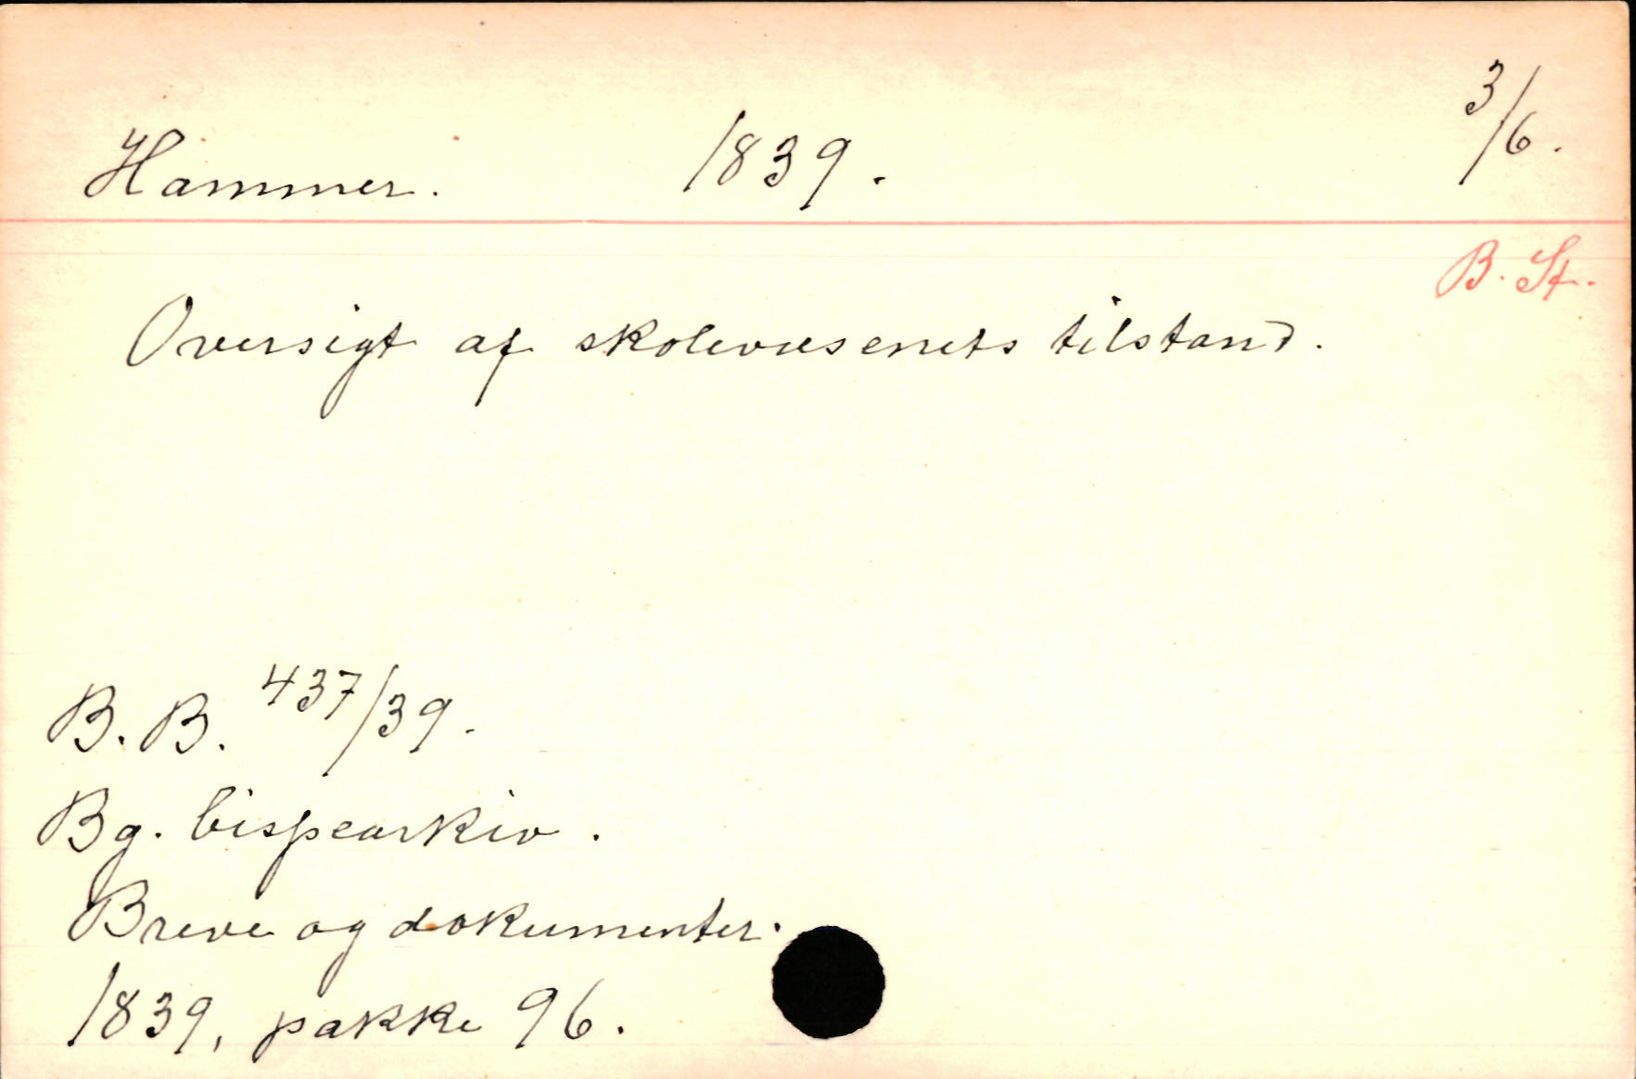 Hammer. 1839. 3/6.
B. St.
Oversigt af skolevæsenets tilstand.
B. B. 437/39.
Bg. bispearkiv.
Breve og dokumenter.
1839, pakke 96.